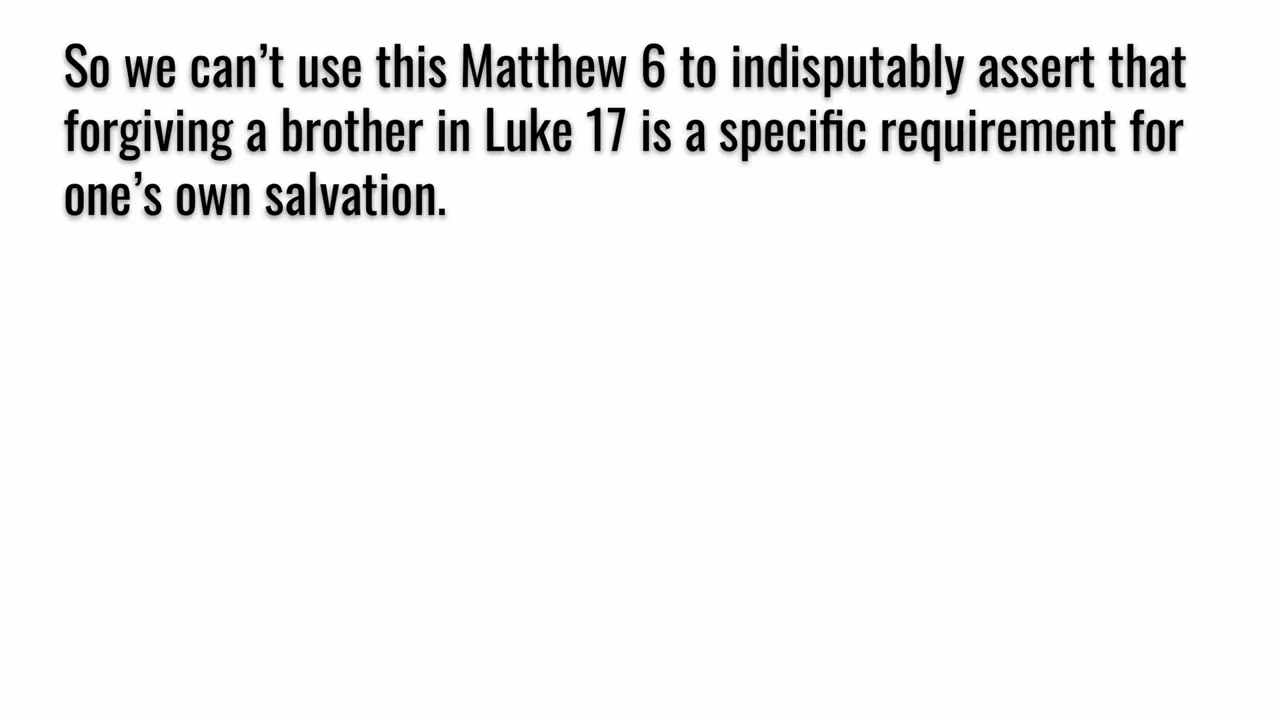 So we can’t use this Matthew 6 to indisputably assert that
forgiving a brother in Luke 17 is a specific requirement for
one’s own salvation.